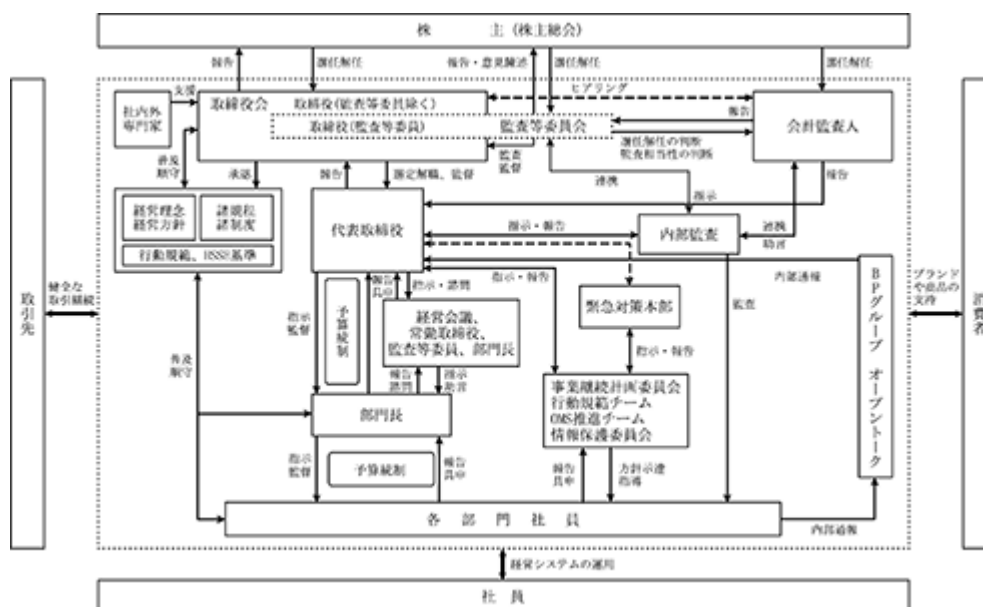 株　主（株主総会）
報告
選任解任
報告・意見陳述
選任解任
選任解任
社内外
専門家
支援
取締役会
取締役（監査等委員除く）
取締役（監査等委員）
監査等委員会
ヒアリング
報告
選任解任の判断
監査相当性の判断
会計監査人
普及
順守
承認
報告
選定解職、監督
監査
監督
連携
指示
報告
経営理念
経営方針
諸規程
諸制度
行動規範、HSSE基準
代表取締役
指示・報告
内部監査
連携
助言
内部通報
取引先
健全な
取引継続
ブランド
や商品の
支持
消費者
BPグループ　オープントーク
指示
監督
予算統制
報告
具申
指示・諮問
指示・報告
緊急対策本部
監査
経営会議、
常勤取締役、
監査等委員、部門長
指示・報告
普及
順守
報告
諮問
指示
助言
事業継続計画委員会
行動規範チーム
OMS推進チーム
情報保護委員会
部門長
指示
監督
予算統制
報告
具申
報告
具申
方針示達
指導
各部門社員
内部通報
経営システムの運用
社員